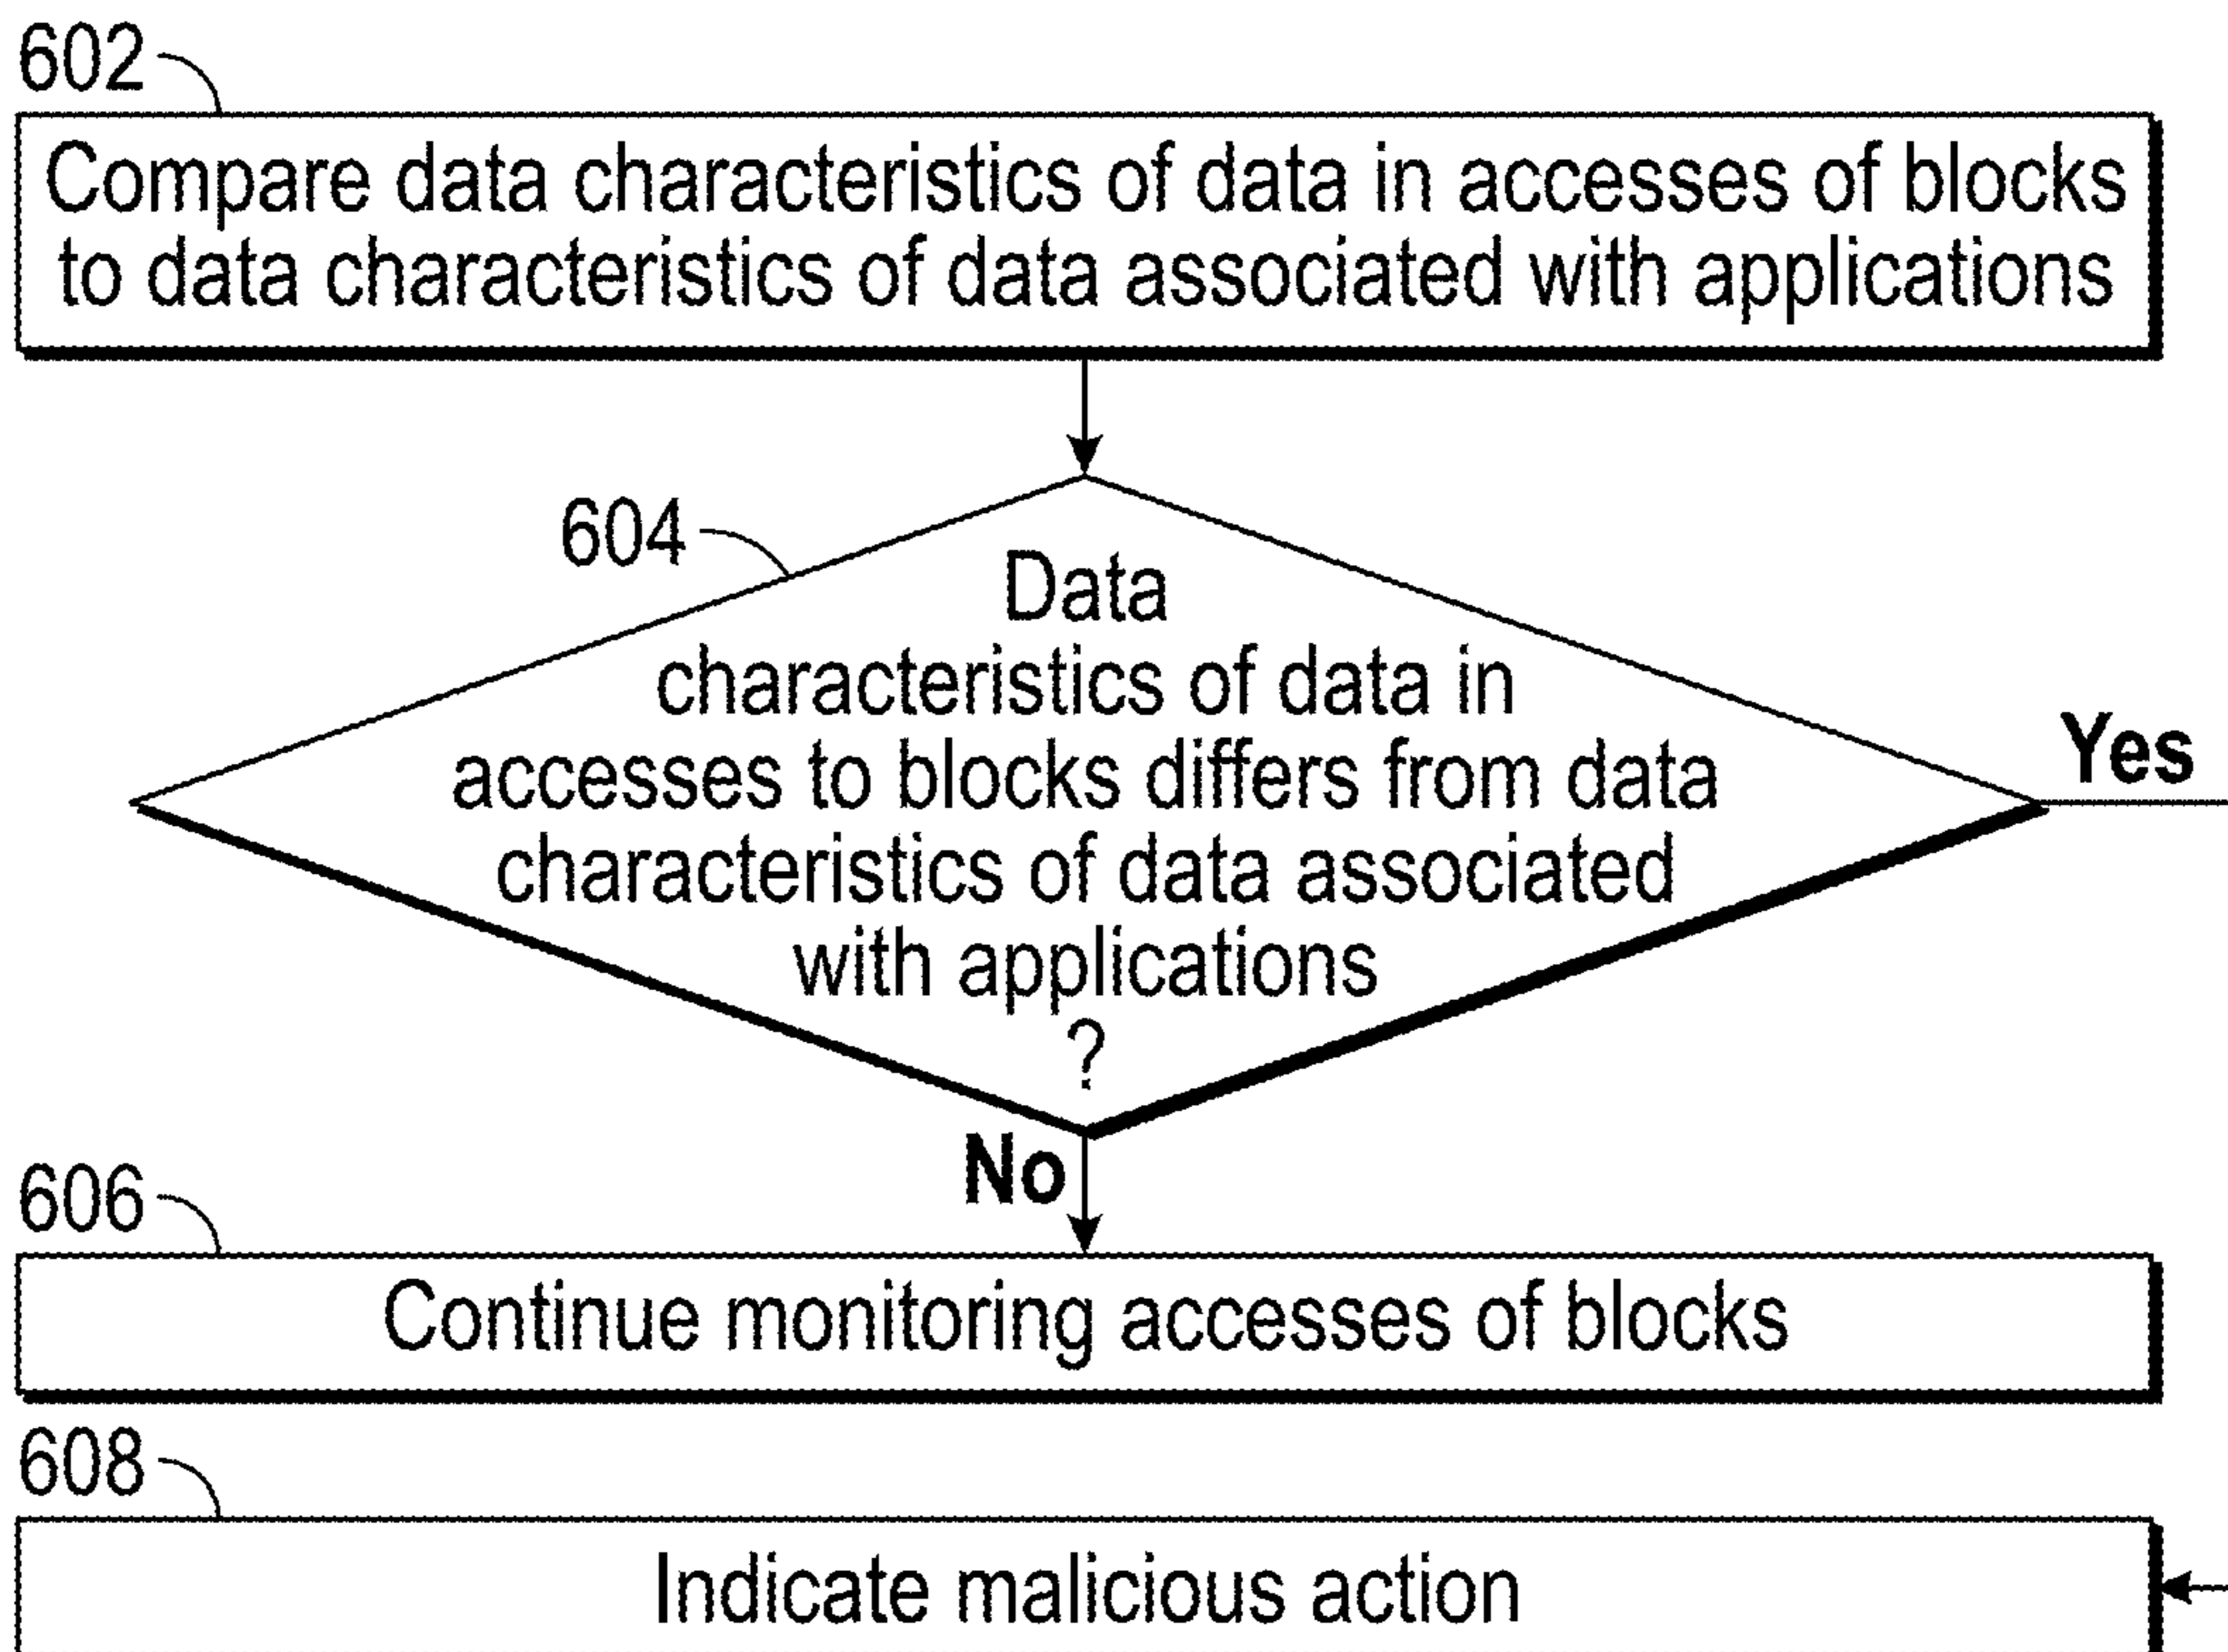 602
Compare data characteristics of data in accesses of blocks
to data characteristics of data associated with applications
604
Data
characteristics of data in
accesses to blocks differs from data
characteristics of data associated
with applications
?
Yes
No
606
Continue monitoring accesses of blocks
608
Indicate malicious action